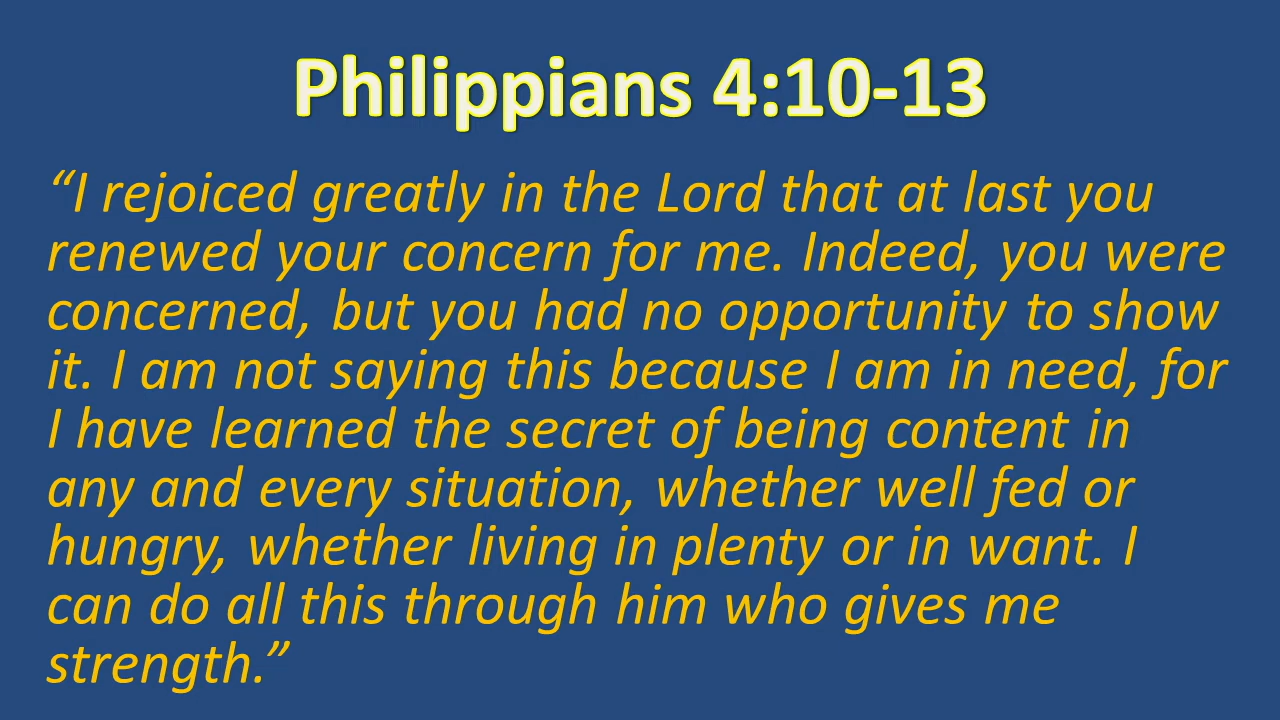 Philippians 4:10-13
“I rejoiced greatly in the Lord that at last you
renewed your concern for me. Indeed, you were
concerned, but you had no opportunity to show
it. I am not saying this because I am in need, for
I have learned the secret of being content in
any and every situation, whether well fed or
hungry, whether living in plenty or in want. I
can do all this through him who gives me
strength.”